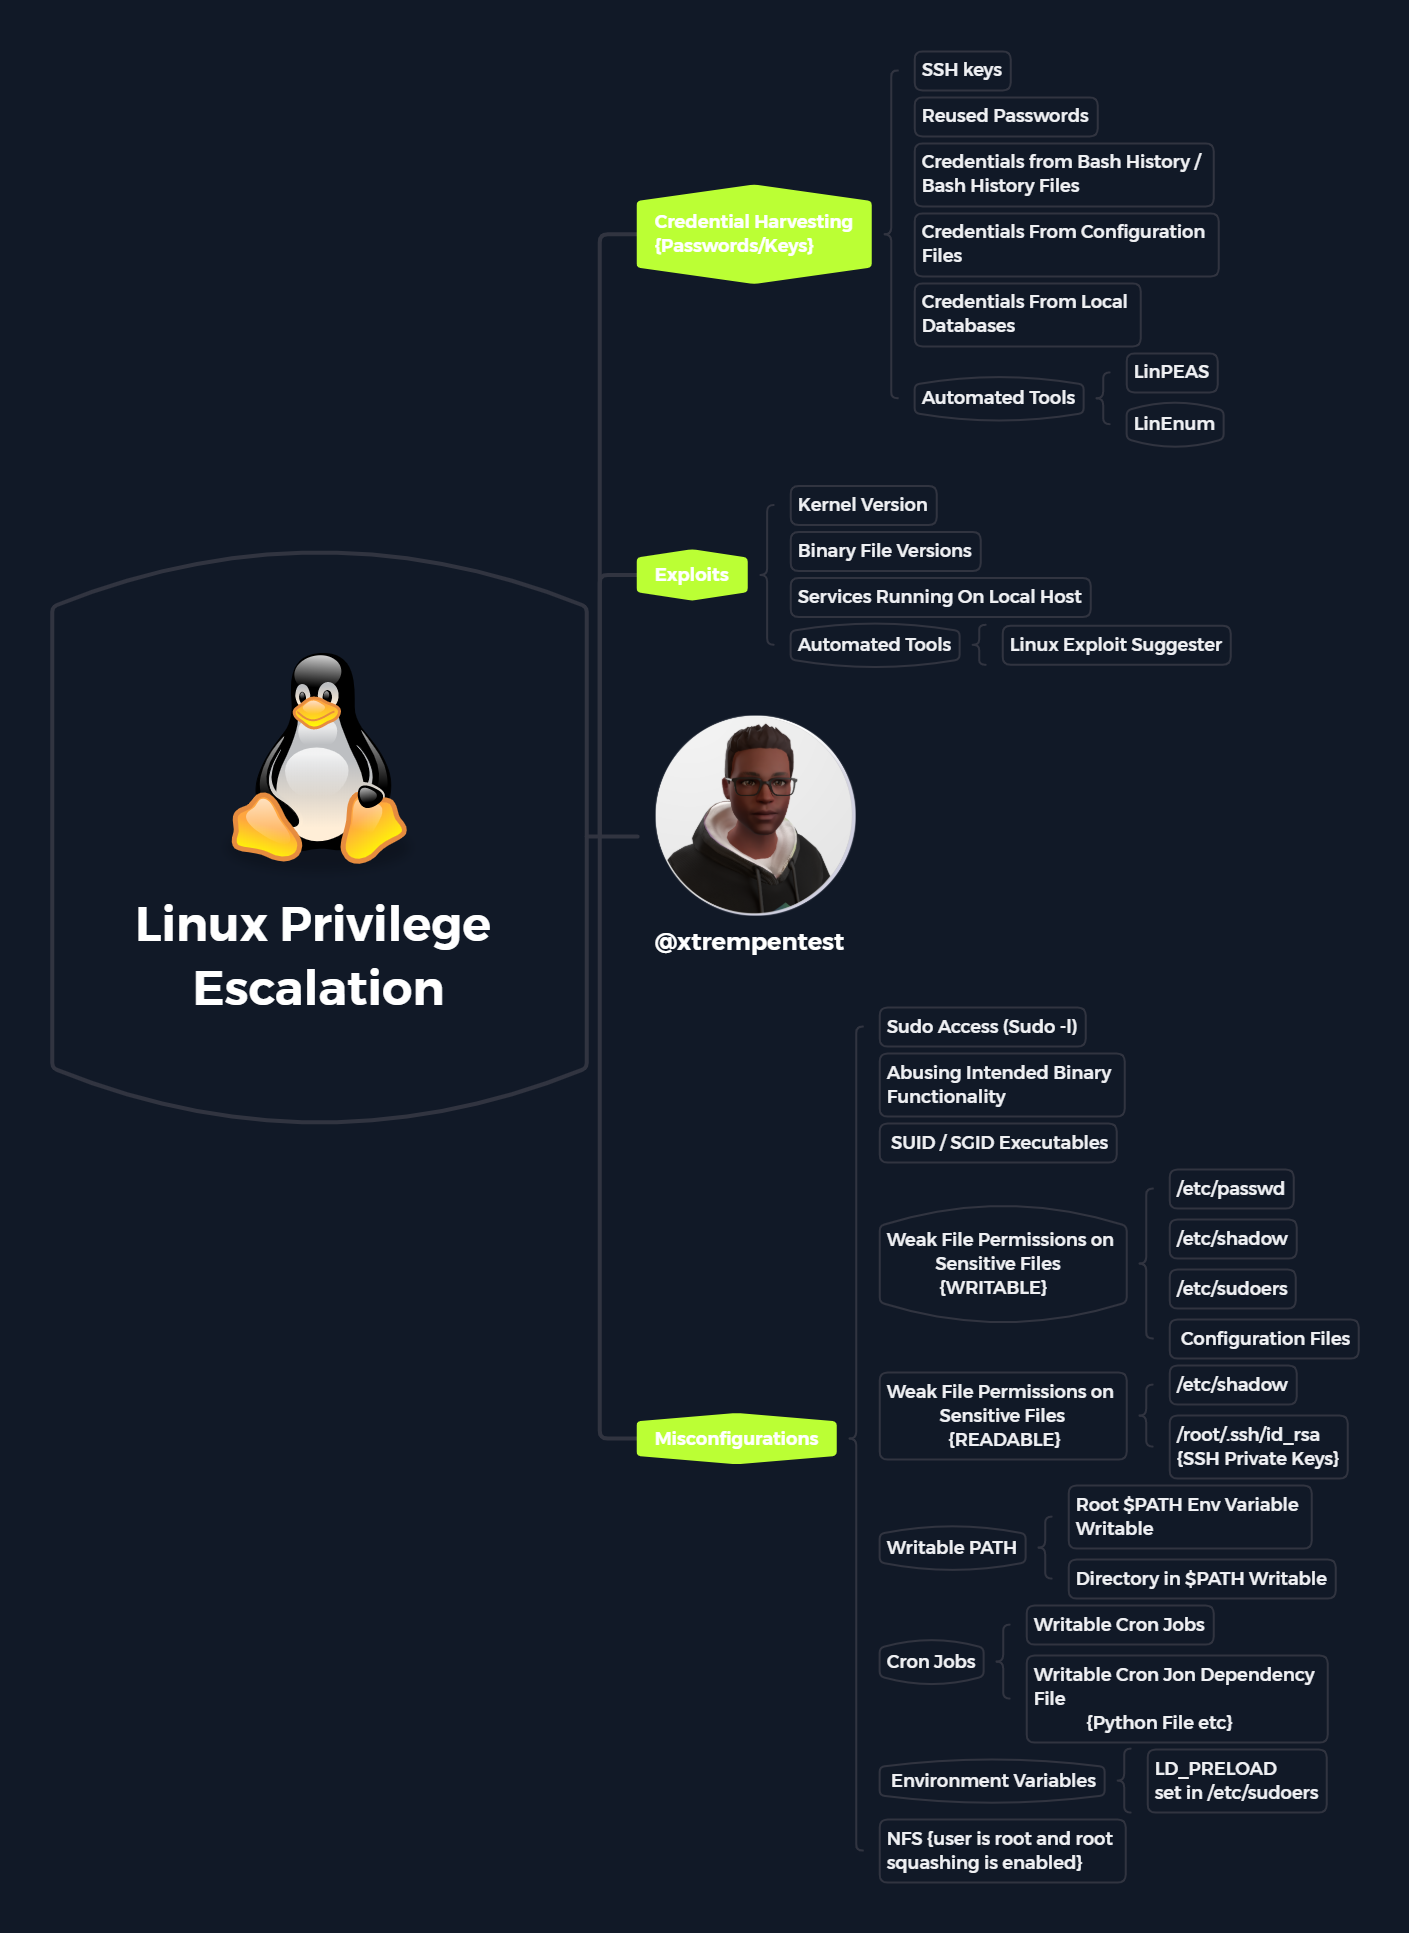 Linux Privilege
Escalation
Credential Harvesting
{Passwords/Keys}
SSH keys
Reused Passwords
Credentials from Bash History /
Bash History Files
Credentials From Configuration
Files
Credentials From Local
Databases
Automated Tools
LinPEAS
LinEnum
Exploits
Kernel Version
Binary File Versions
Services Running On Local Host
Automated Tools
Linux Exploit Suggester
@xtrempentest
Misconfigurations
Sudo Access (Sudo -l)
Abusing Intended Binary
Functionality
SUID / SGID Executables
Weak File Permissions on
Sensitive Files
{WRITABLE}
/etc/passwd
/etc/shadow
/etc/sudoers
Configuration Files
Weak File Permissions on
Sensitive Files
{READABLE}
/etc/shadow
/root/.ssh/id_rsa
{SSH Private Keys}
Writable PATH
Root $PATH Env Variable
Writable
Directory in $PATH Writable
Cron Jobs
Writable Cron Jobs
Writable Cron Jon Dependency
File
{Python File etc}
Environment Variables
LD_PRELOAD
set in /etc/sudoers
NFS {user is root and root
squashing is enabled}